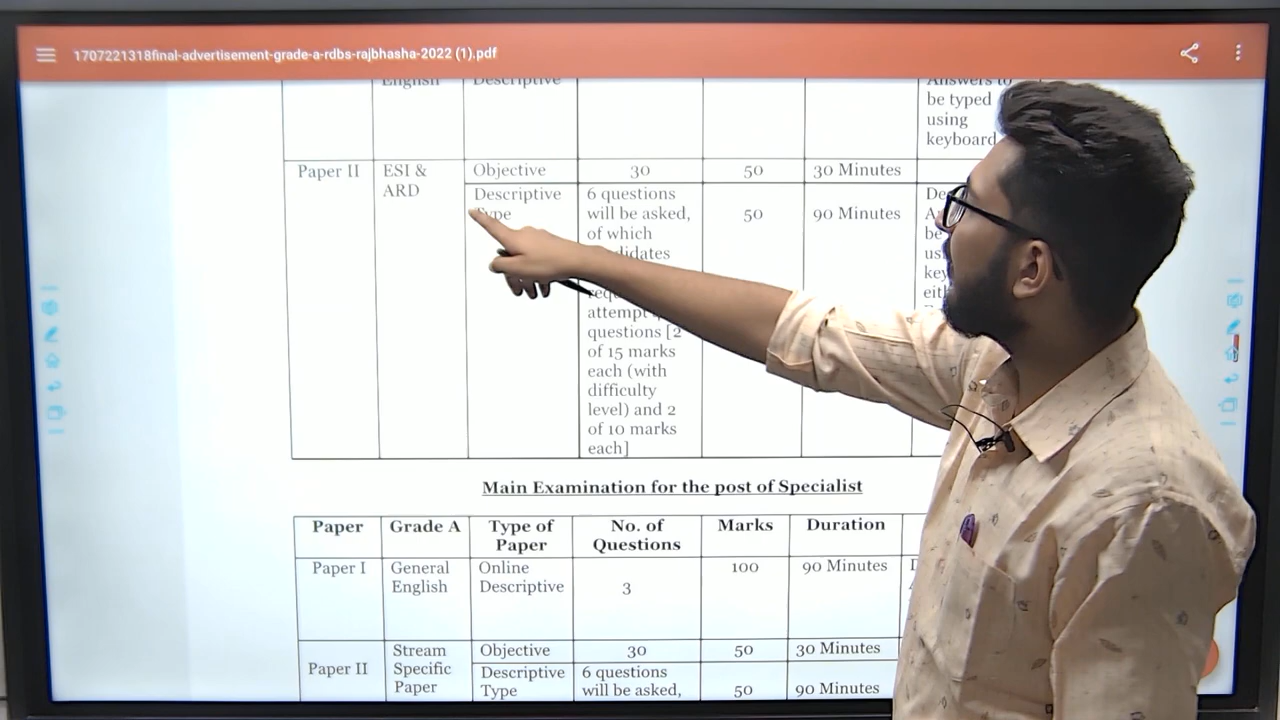 1707221318final-advertisement-grade-a-rdbs-rajbhasha-2022 (1).pdf
English
Descriptive
Answers to
be typed
using
keyboard
Paper II
ESI &
ARD
Objective
30
50
30 Minutes
Descriptive
Type
6 questions
will be asked,
of which
50
90 Minutes
attempt
questions [2
of 15 marks
each (with
difficulty
level) and 2
of 10 marks
each]
Main Examination for the post of Specialist
Paper
Grade A
Type of
Paper
No. of
Questions
Marks
Duration
Paper I
General
English
Online
Descriptive
3
100
90 Minutes
Paper II
Stream
Specific
Paper
Objective
30
50
30 Minutes
Descriptive
Type
6 questions
will be asked,
50
90 Minutes